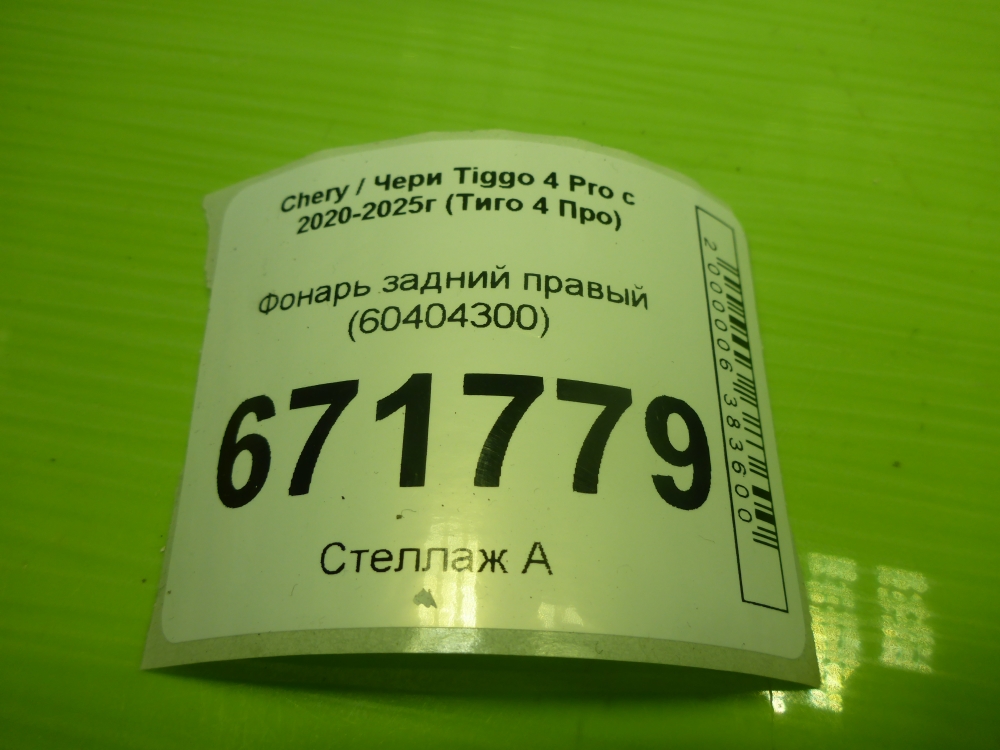 Chery / Чери Tiggo 4 Pro с
2020-2025г (Тиго 4 Про)
Фонарь задний правый
(60404300)
671779
Стеллаж А
2000006383600